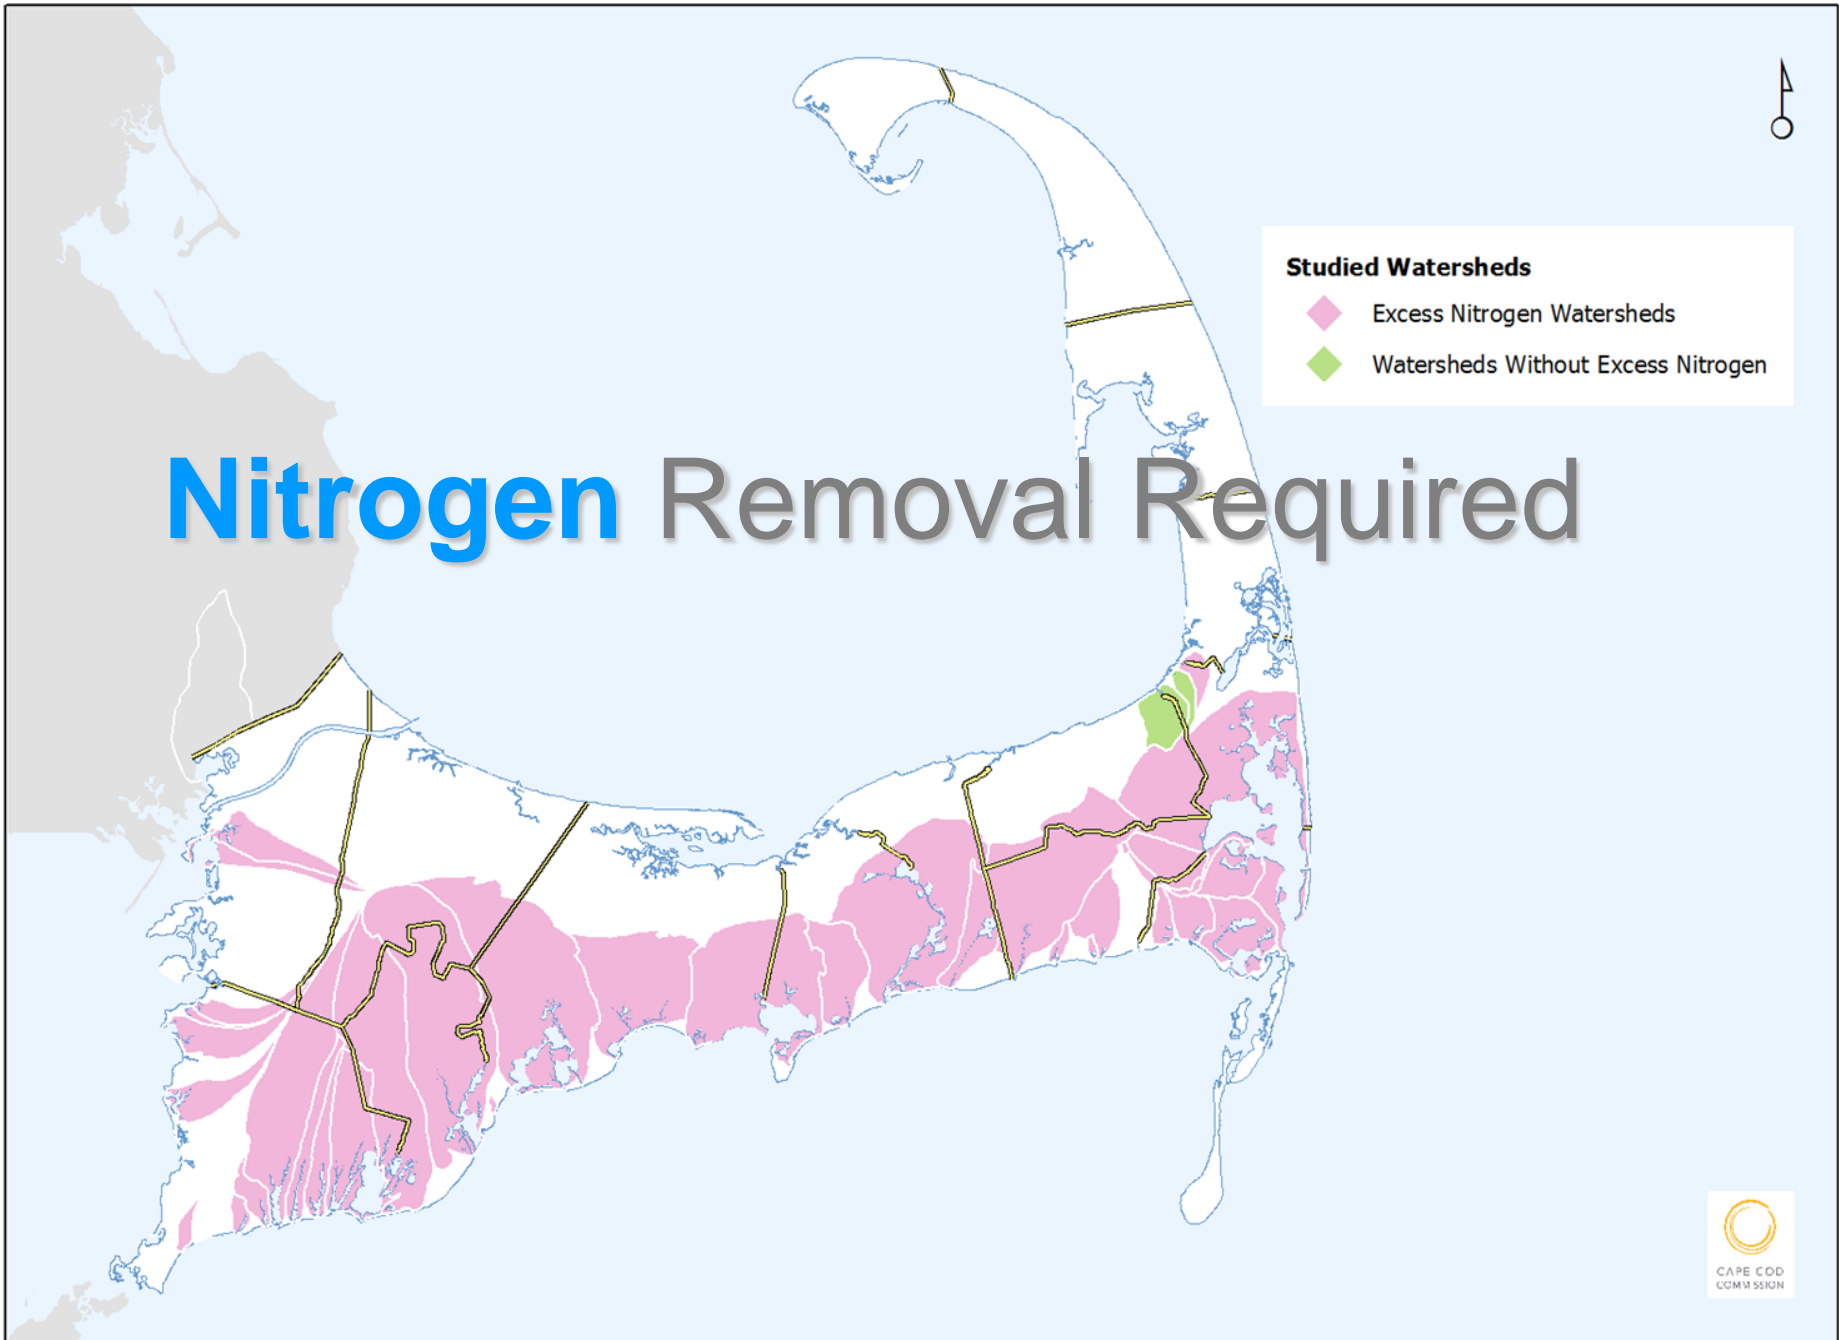 Studied Watersheds
Excess Nitrogen Watersheds
Watersheds Without Excess Nitrogen
Nitrogen Removal Required
CAPE COD
COMMISSION